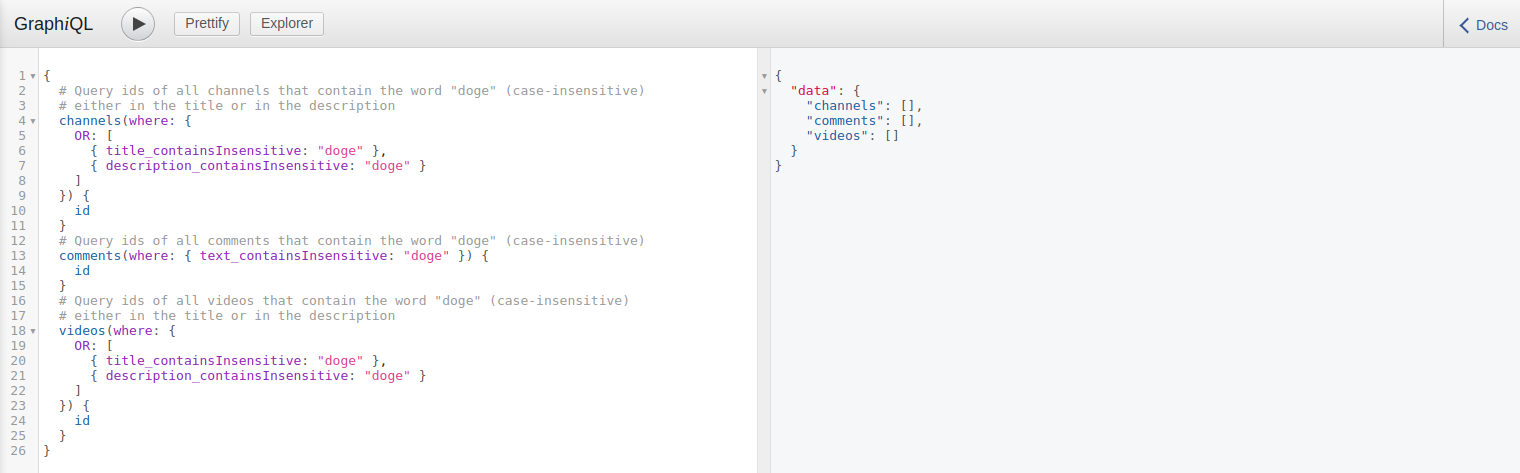 GraphiQL Prettify Explorer Docs
1 {
2   # Query ids of all channels that contain the word "doge" (case-insensitive)
3   # either in the title or in the description
4   channels(where: {
5     OR: [
6       { title_containsInsensitive: "doge" },
7       { description_containsInsensitive: "doge" }
8     ]
9   }) {
10     id
11   }
12   # Query ids of all comments that contain the word "doge" (case-insensitive)
13   comments(where: { text_containsInsensitive: "doge" }) {
14     id
15   }
16   # Query ids of all videos that contain the word "doge" (case-insensitive)
17   # either in the title or in the description
18   videos(where: {
19     OR: [
20       { title_containsInsensitive: "doge" },
21       { description_containsInsensitive: "doge" }
22     ]
23   }) {
24     id
25   }
26 }
{
  "data": {
    "channels": [],
    "comments": [],
    "videos": []
  }
}